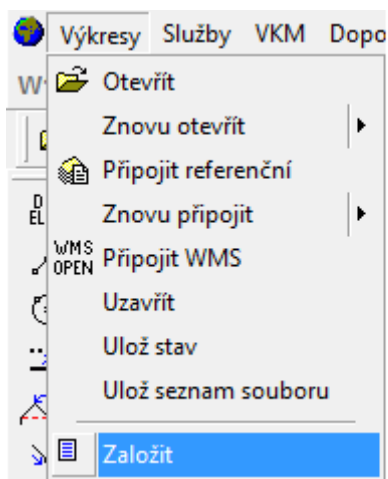 Výkresy Služby VKM Dopo
W
Otevřít
Znovu otevřít
Připojit referenční
D
EL
Znovu připojit
WMS
OPEN Připojit WMS
Uzavřít
Ulož stav
Ulož seznam souboru
Založit